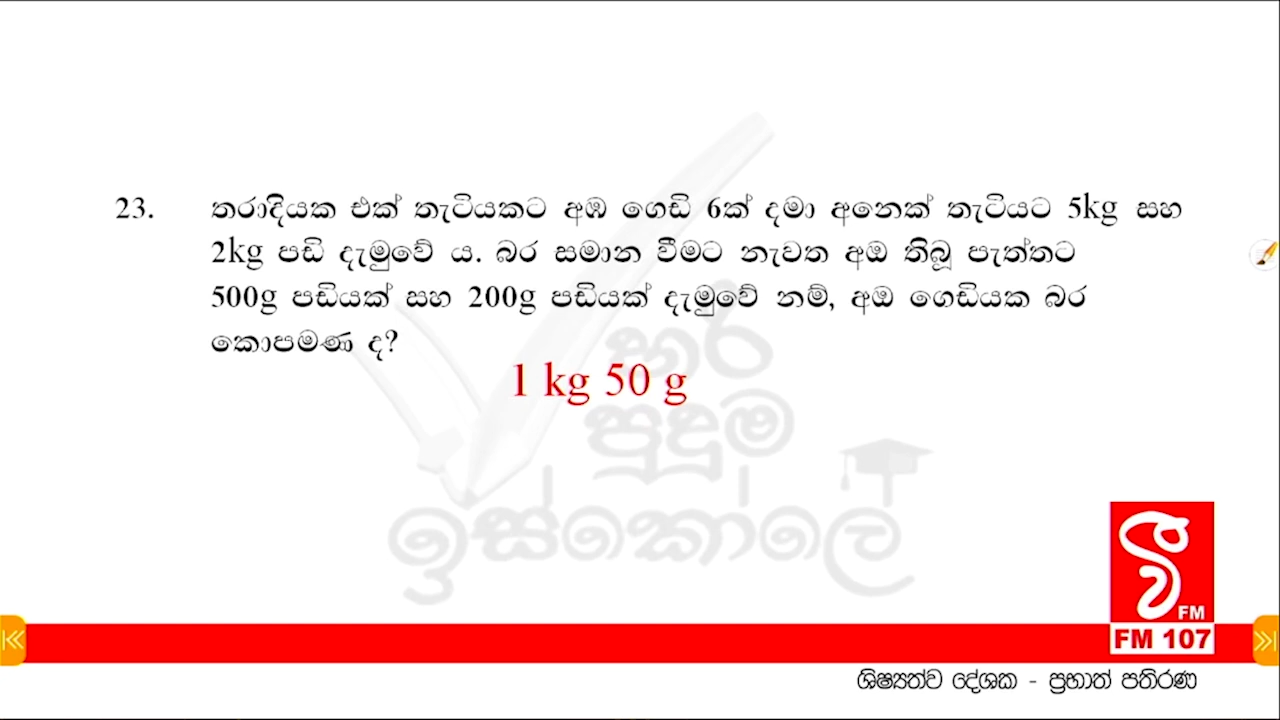 23. තරාදියක එක් තැටියකට අඹ ගෙඩි 6ක් දමා අනෙක් තැටියට 5kg සහ
2kg පඩි දැමුවේ ය. බර සමාන වීමට නැවත අඹ තිබූ පැත්තට
500g පඩියක් සහ 200g පඩියක් දැමුවේ නම්, අඹ ගෙඩියක බර
කොපමණ ද?
1 kg 50 g
හරි
පුදුම
ඉස්කෝලේ
වී
FM
FM 107
ශිෂ්‍යත්ව දේශක - ප්‍රභාත් පතිරණ